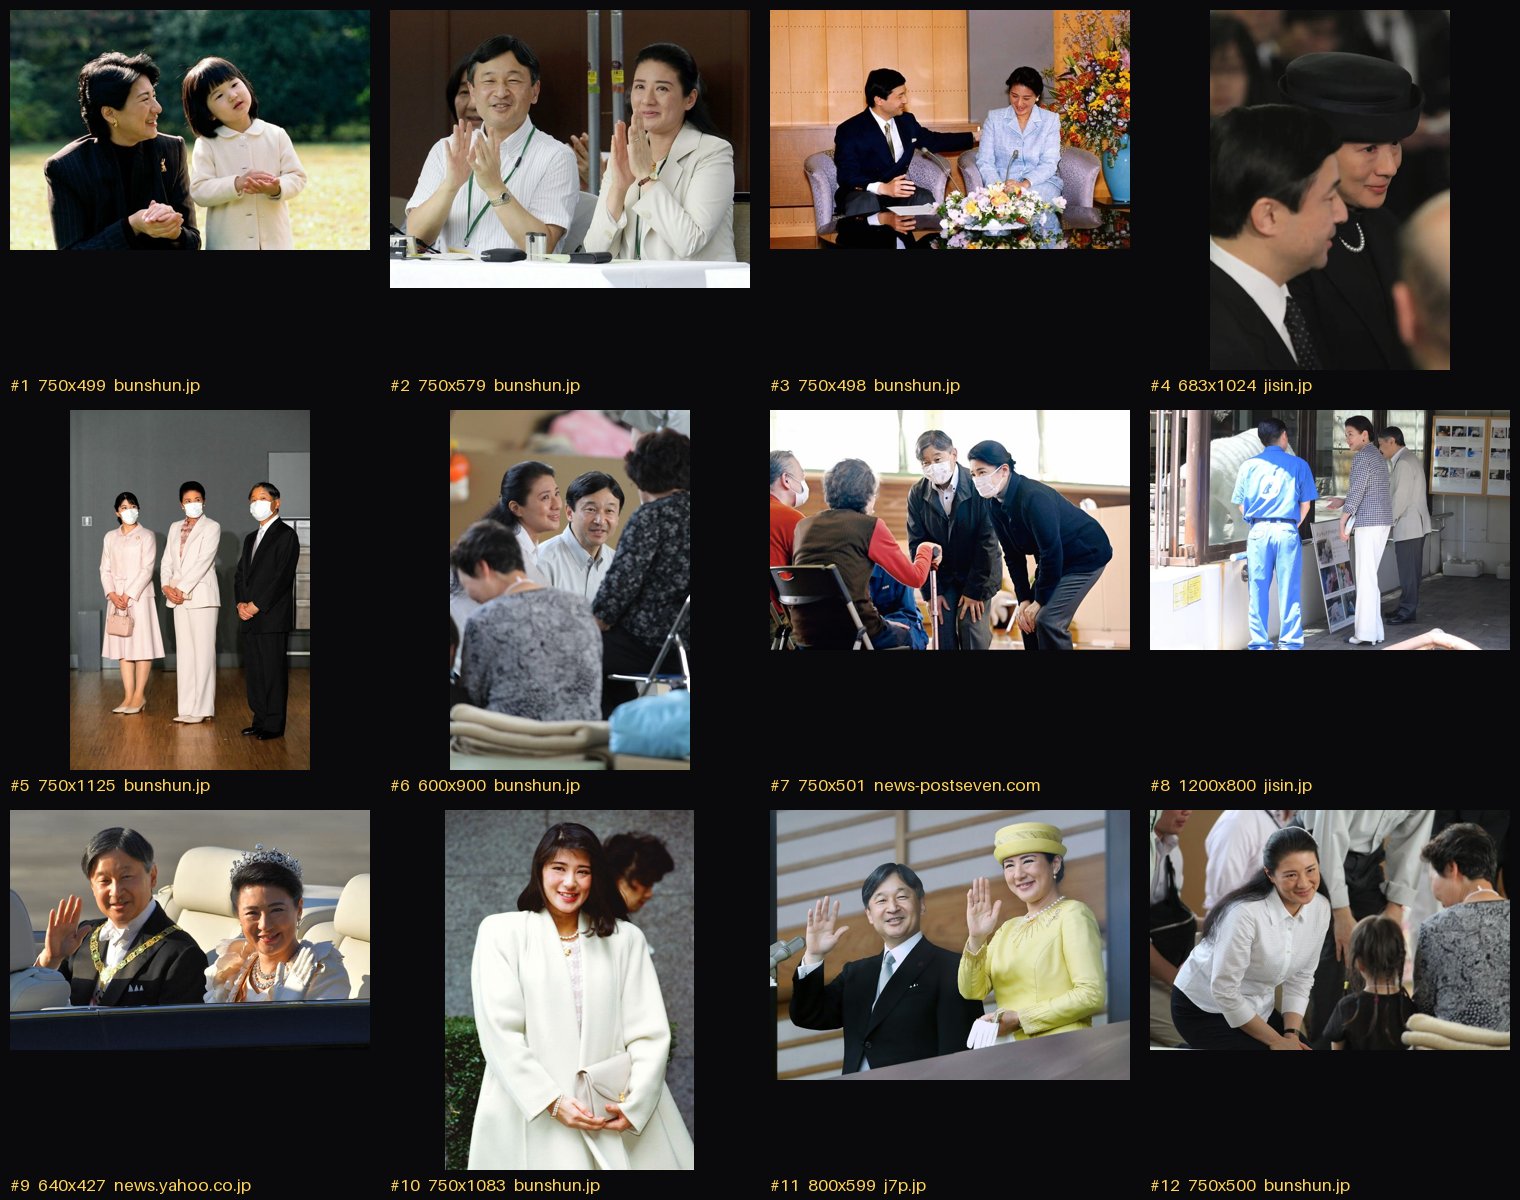 #1 750x499 bunshun.jp
#2 750x579 bunshun.jp
#3 750x498 bunshun.jp
#4 683x1024 jisin.jp
#5 750x1125 bunshun.jp
#6 600x900 bunshun.jp
#7 750x501 news-postseven.com
#8 1200x800 jisin.jp
#9 640x427 news.yahoo.co.jp
#10 750x1083 bunshun.jp
#11 800x599 j7p.jp
#12 750x500 bunshun.jp